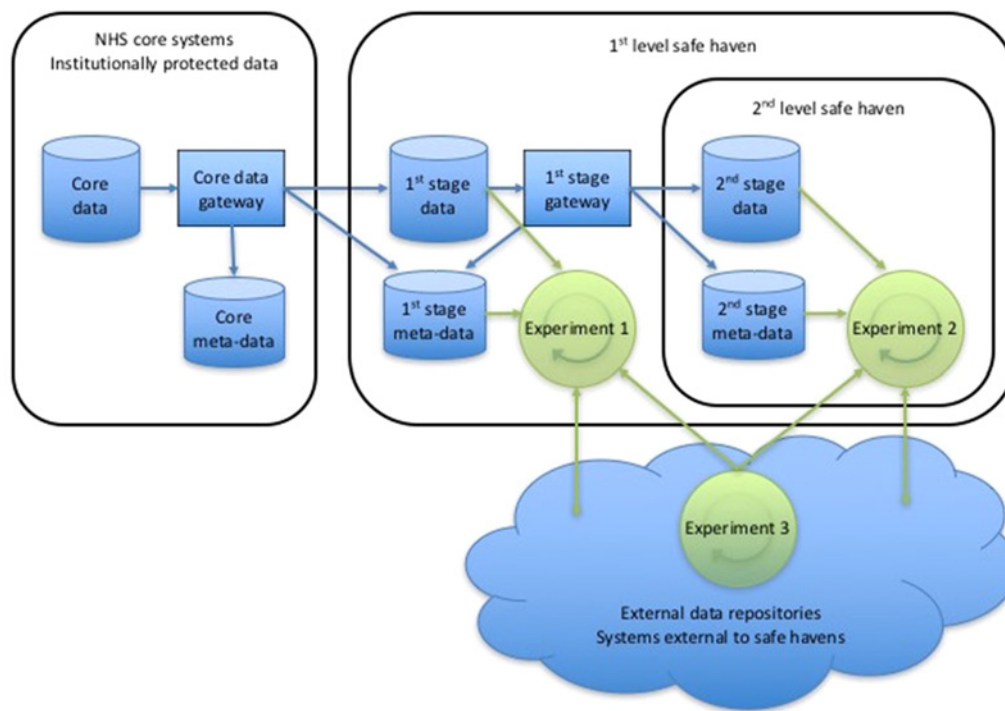 NHS core systems
Institutionally protected data
1st level safe haven
2nd level safe haven
Core
data
Core data
gateway
1st stage
data
1st stage
gateway
2nd stage
data
Core
meta-data
1st stage
meta-data
Experiment 1
2nd stage
meta-data
Experiment 2
Experiment 3
External data repositories
Systems external to safe havens